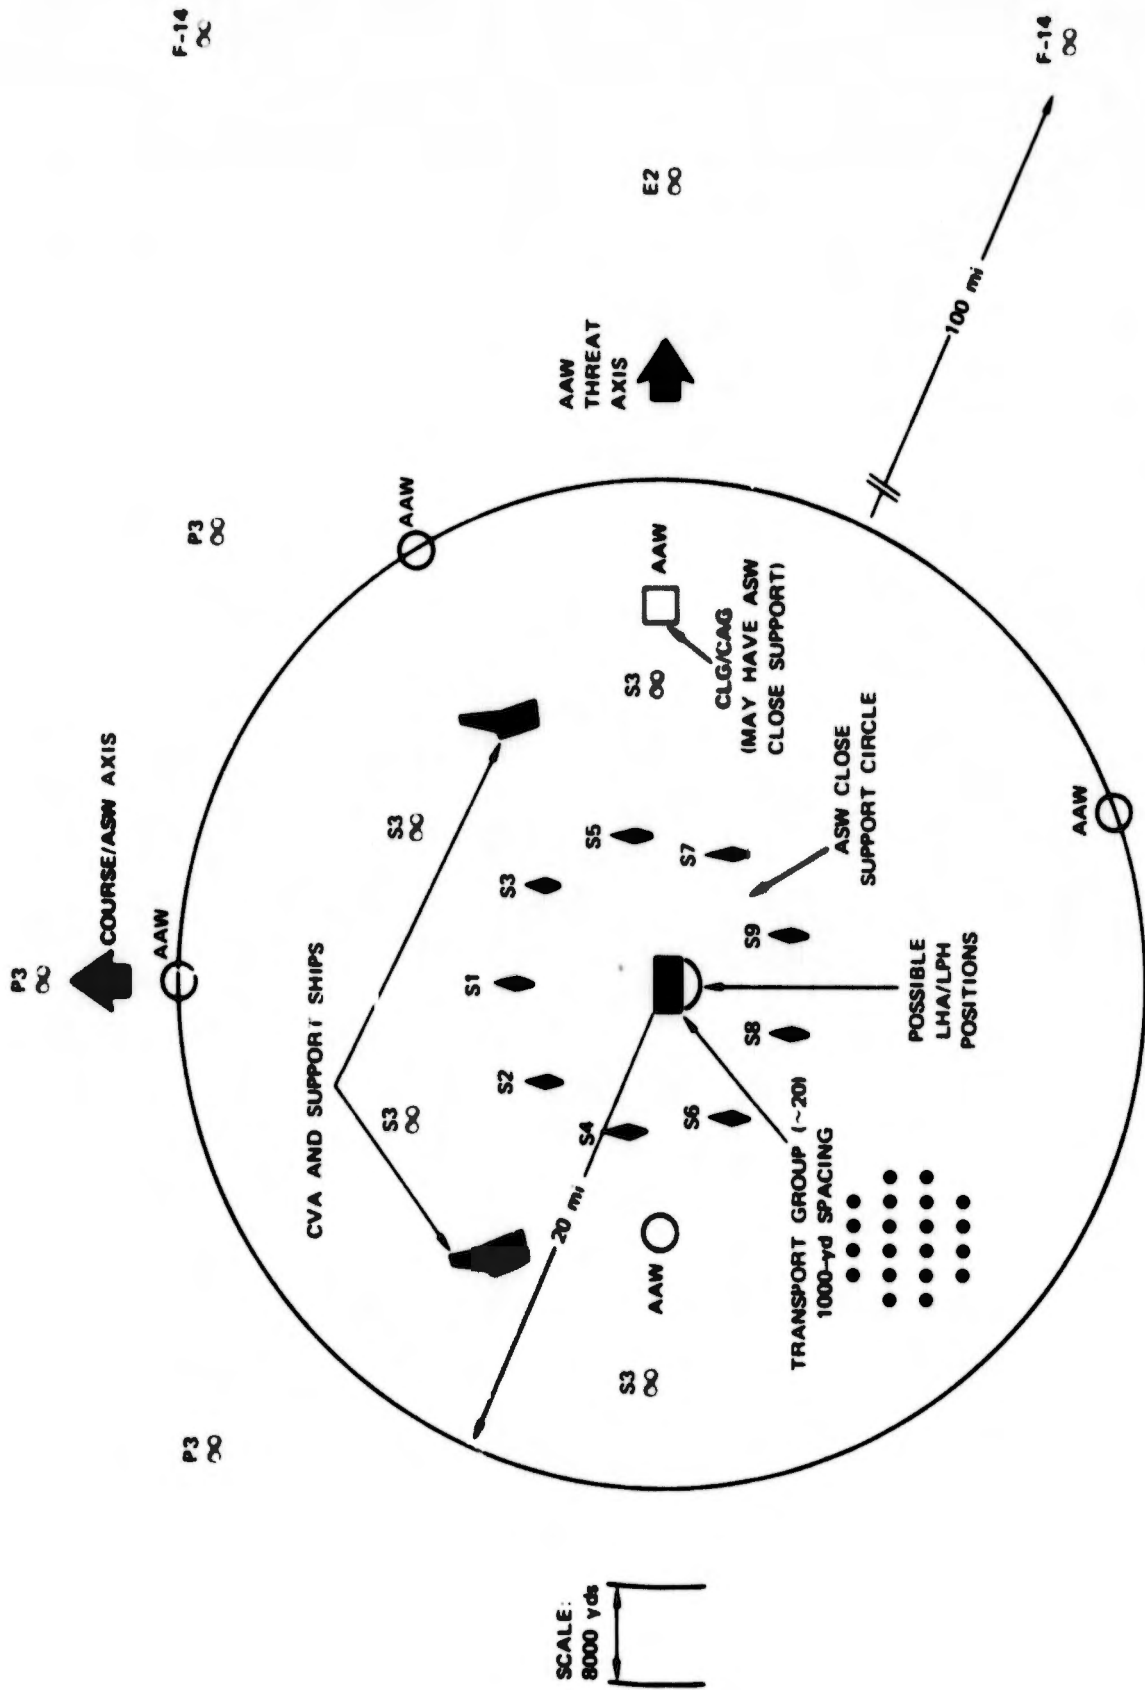 F-14
F-14
E2
100 mi
AAW
THREAT
AXIS
P3
AAW
AAW
CLG/CAG
(MAY HAVE ASW
CLOSE SUPPORT)
S3
COURSE/ASW AXIS
P3
AAW
CVA AND SUPPORT SHIPS
S3
S3
S5
S7
S3
S1
S2
S4
S6
S8
S9
ASW CLOSE
SUPPORT CIRCLE
AAW
POSSIBLE
LHA/LPH
POSITIONS
TRANSPORT GROUP (~20)
1000-yd SPACING
20 mi
AAW
S3
P3
SCALE:
8000 yds